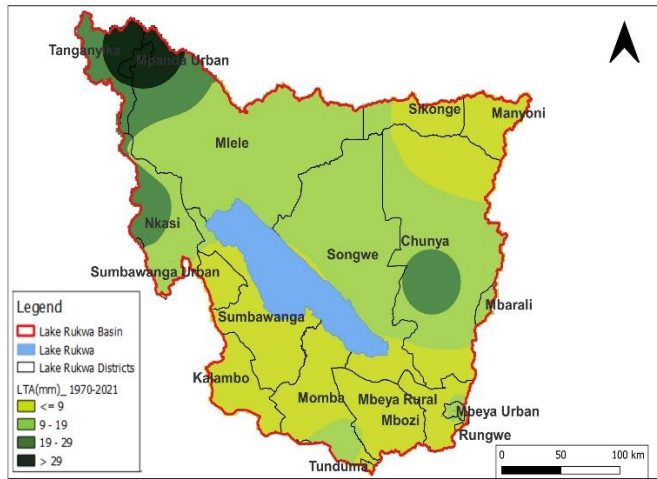 Tanganyika
Mpanda Urban
Sikonge
Manyoni
Mlele
Nkasi
Songwe
Chunya
Sumbawanga Urban
Mbarali
Sumbawanga
Kalambo
Momba
Mbeya Rural
Mbozi
Mbeya Urban
Rungwe
Tunduma
Legend
Lake Rukwa Basin
Lake Rukwa
Lake Rukwa Districts
LTA(mm)_ 1970-2021
<= 9
9 - 19
19 - 29
> 29
0 50 100 km